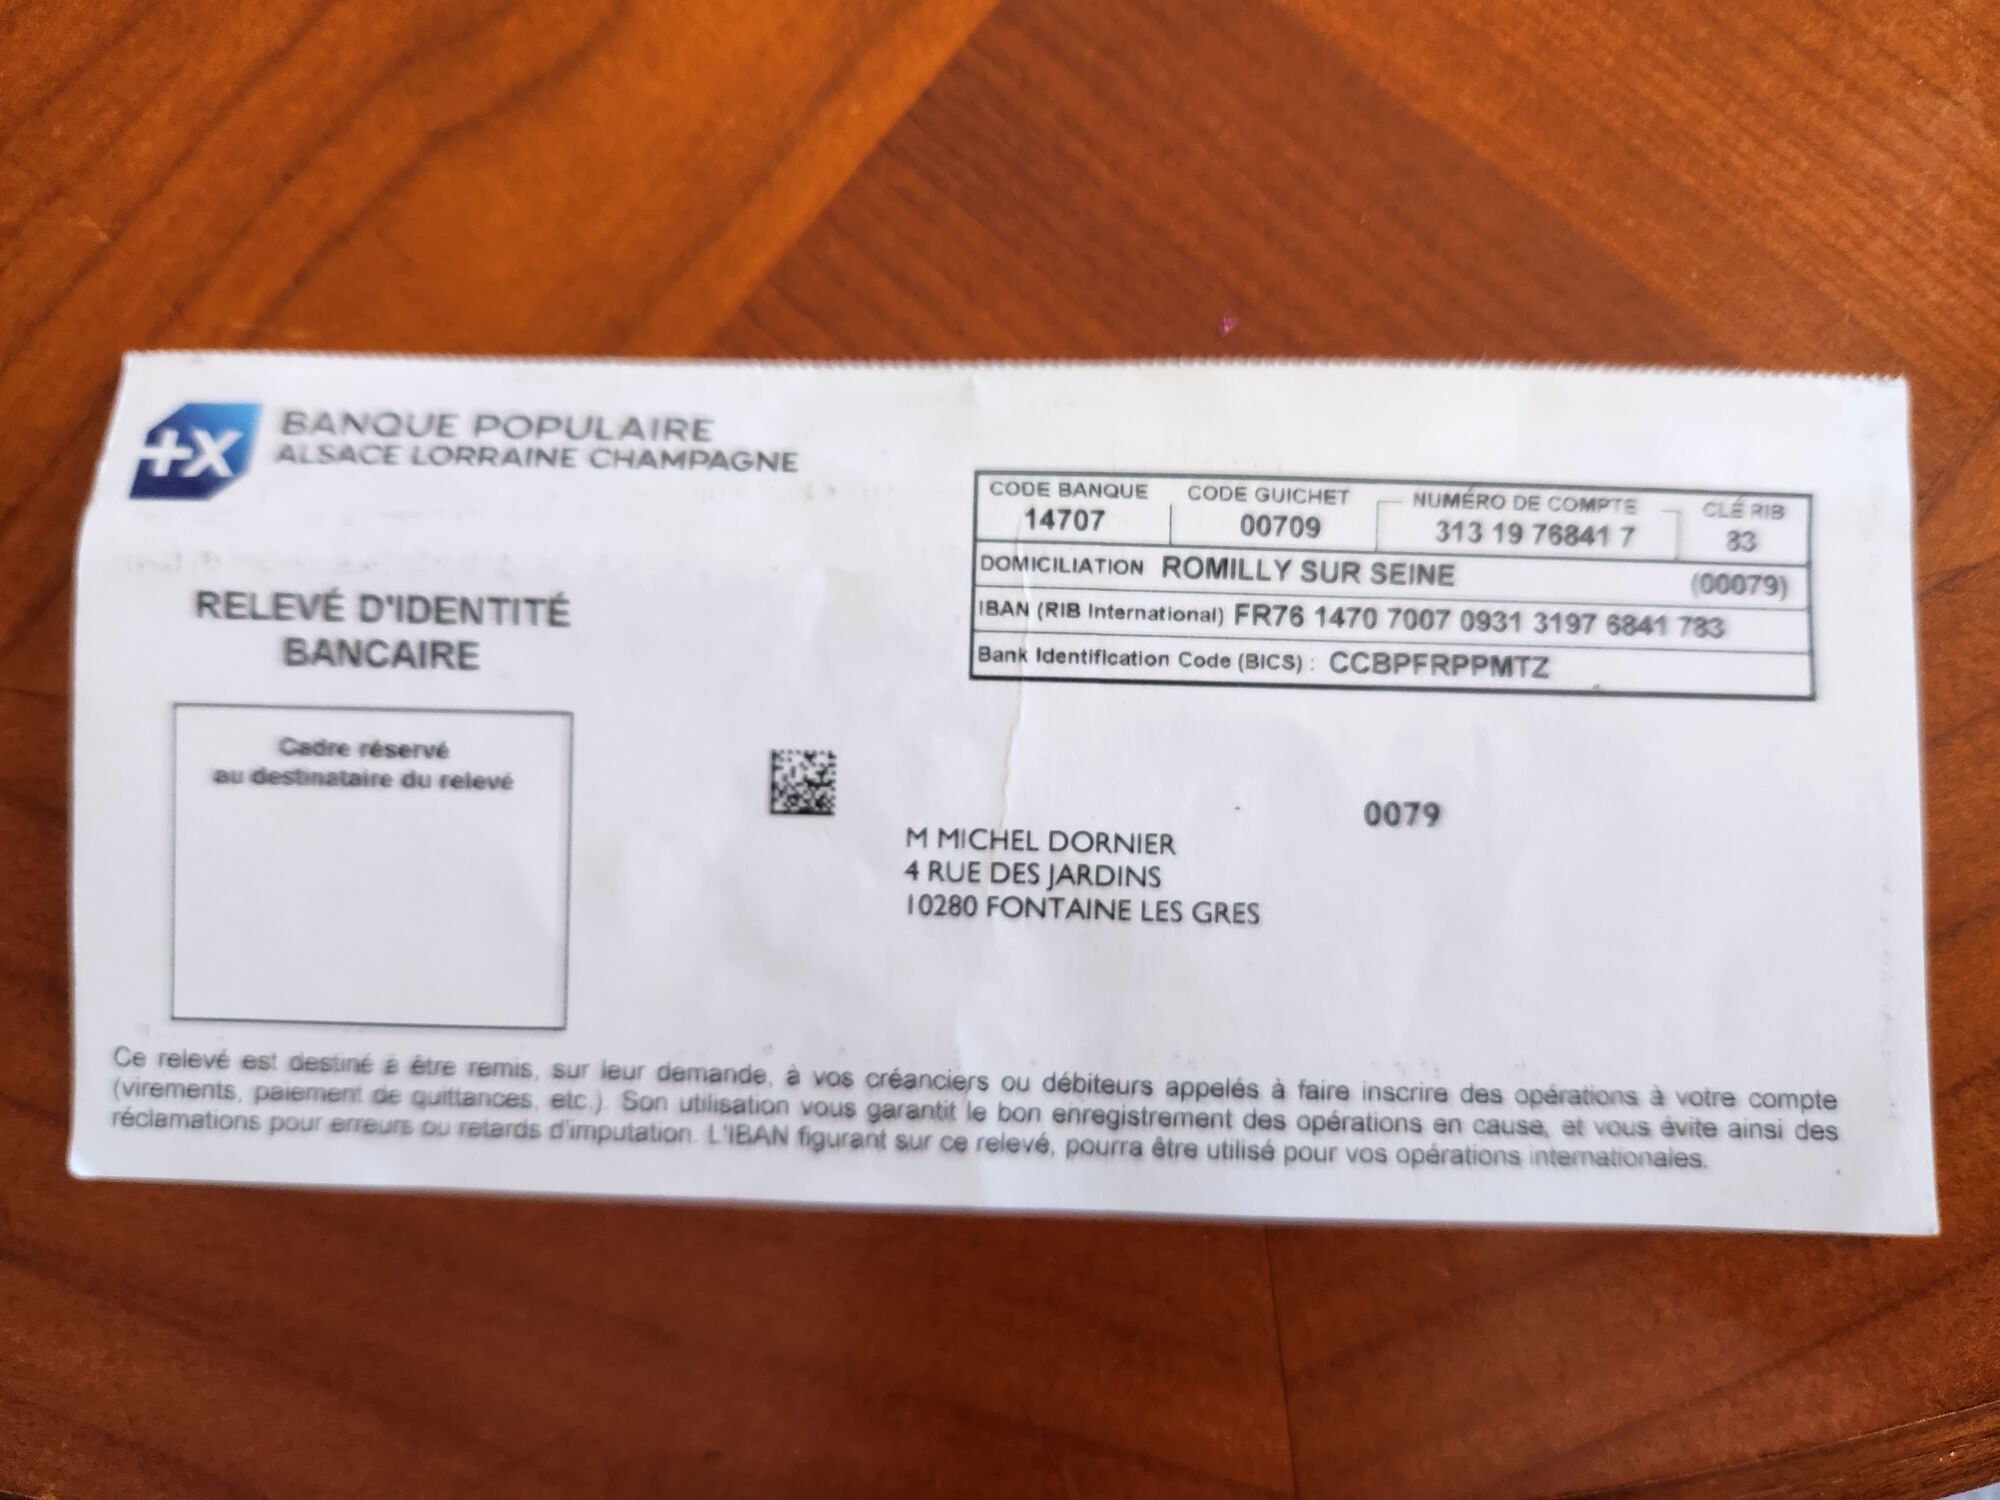 +X
BANQUE POPULAIRE
ALSACE LORRAINE CHAMPAGNE
RELEVÉ D'IDENTITÉ
BANCAIRE
Cadre réservé
au destinataire du relevé
CODE BANQUE CODE GUICHET NUMÉRO DE COMPTE CLÉ RIB
14707 00709 313 19 76841 7 83
DOMICILIATION ROMILLY SUR SEINE (00079)
IBAN (RIB International) FR76 1470 7007 0931 3197 6841 783
Bank Identification Code (BICS) : CCBPFRPPMTZ
0079
M MICHEL DORNIER
4 RUE DES JARDINS
10280 FONTAINE LES GRES
Ce relevé est destiné à être remis, sur leur demande, à vos créanciers ou débiteurs appelés à faire inscrire des opérations à votre compte
(virements, paiement de quittances, etc.). Son utilisation vous garantit le bon enregistrement des opérations en cause, et vous évite ainsi des
réclamations pour erreurs ou retards d'imputation. L'IBAN figurant sur ce relevé, pourra être utilisé pour vos opérations internationales.